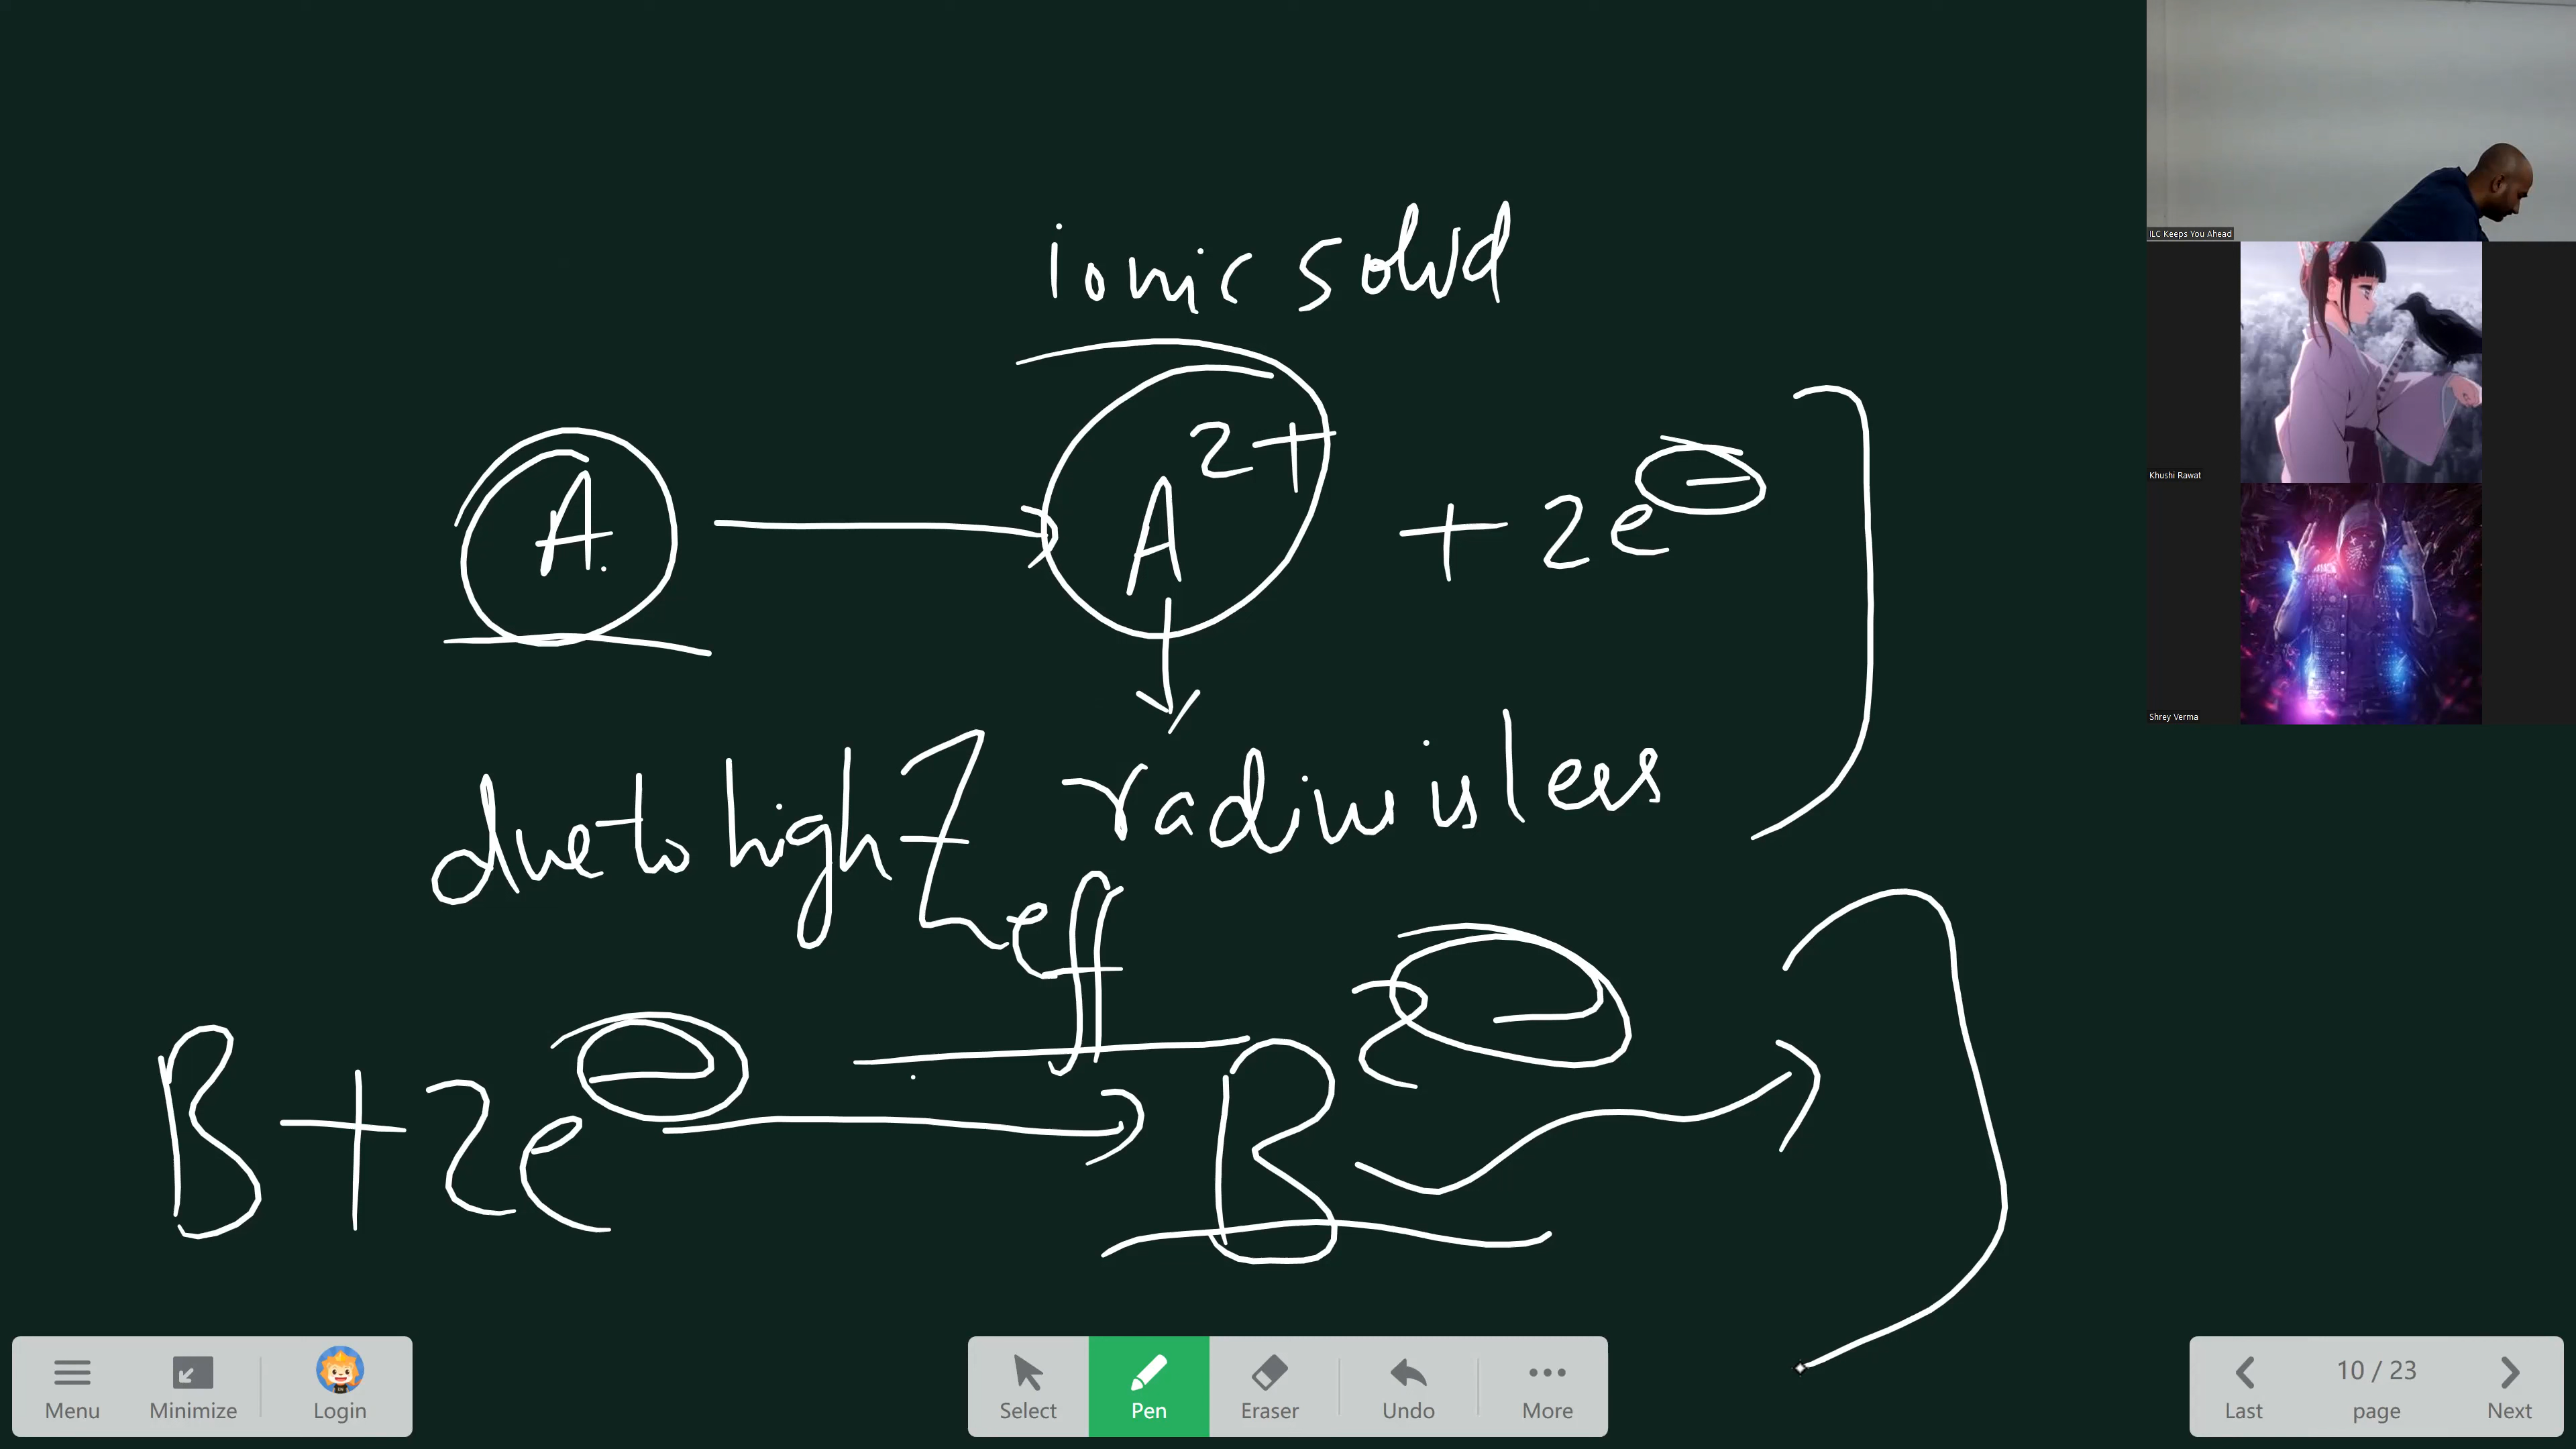 ionic solid
A. → A²⁺ + 2e⊖
radius is less
due to high Zeff
B + 2e⊖ → B²⊖
ILC Keeps You Ahead
Khushi Rawat
Shrey Verma
Menu Minimize Login
Select Pen Eraser Undo More
10 / 23
Last page Next